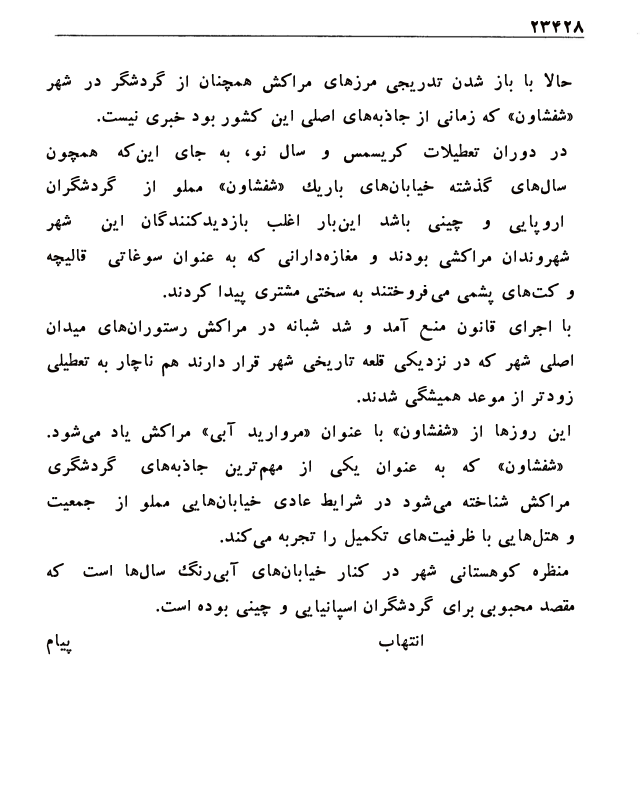 ۲۳۴۲۸
حالا با باز شدن تدریجی مرزهای مراکش همچنان از گردشگر در شهر
«شفشاون» که زمانی از جاذبه‌های اصلی این کشور بود خبری نیست.
در دوران تعطیلات کریسمس و سال نو، به جای این‌که همچون
سال‌های گذشته خیابان‌های باریك «شفشاون» مملو از گردشگران
اروپایی و چینی باشد این‌بار اغلب بازدیدکنندگان این شهر
شهروندان مراکشی بودند و مغازه‌دارانی که به عنوان سوغاتی قالیچه
و کت‌های پشمی می‌فروختند به سختی مشتری پیدا کردند.
با اجرای قانون منع آمد و شد شبانه در مراکش رستوران‌های میدان
اصلی شهر که در نزدیکی قلعه تاریخی شهر قرار دارند هم ناچار به تعطیلی
زودتر از موعد همیشگی شدند.
این روزها از «شفشاون» با عنوان «مروارید آبی» مراکش یاد می‌شود.
«شفشاون» که به عنوان یکی از مهم‌ترین جاذبه‌های گردشگری
مراکش شناخته می‌شود در شرایط عادی خیابان‌هایی مملو از جمعیت
و هتل‌هایی با ظرفیت‌های تکمیل را تجربه می‌کند.
منظره کوهستانی شهر در کنار خیابان‌های آبی‌رنگ سال‌ها است که
مقصد محبوبی برای گردشگران اسپانیایی و چینی بوده است.
انتهاب پیام